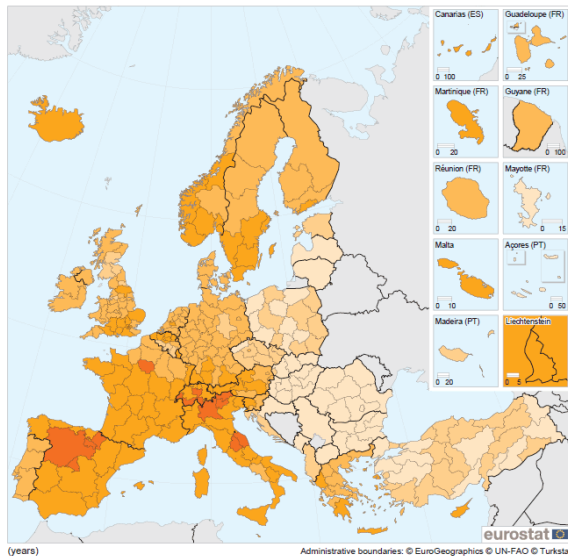 Canarias (ES)
0 100
Guadeloupe (FR)
0 25
Martinique (FR)
0 20
Guyane (FR)
0 100
Réunion (FR)
0 20
Mayotte (FR)
0 15
Malta
0 10
Açores (PT)
0 50
Madeira (PT)
0 20
Liechtenstein
0 5
eurostat
(years)
Administrative boundaries: © EuroGeographics © UN-FAO © Turkstat